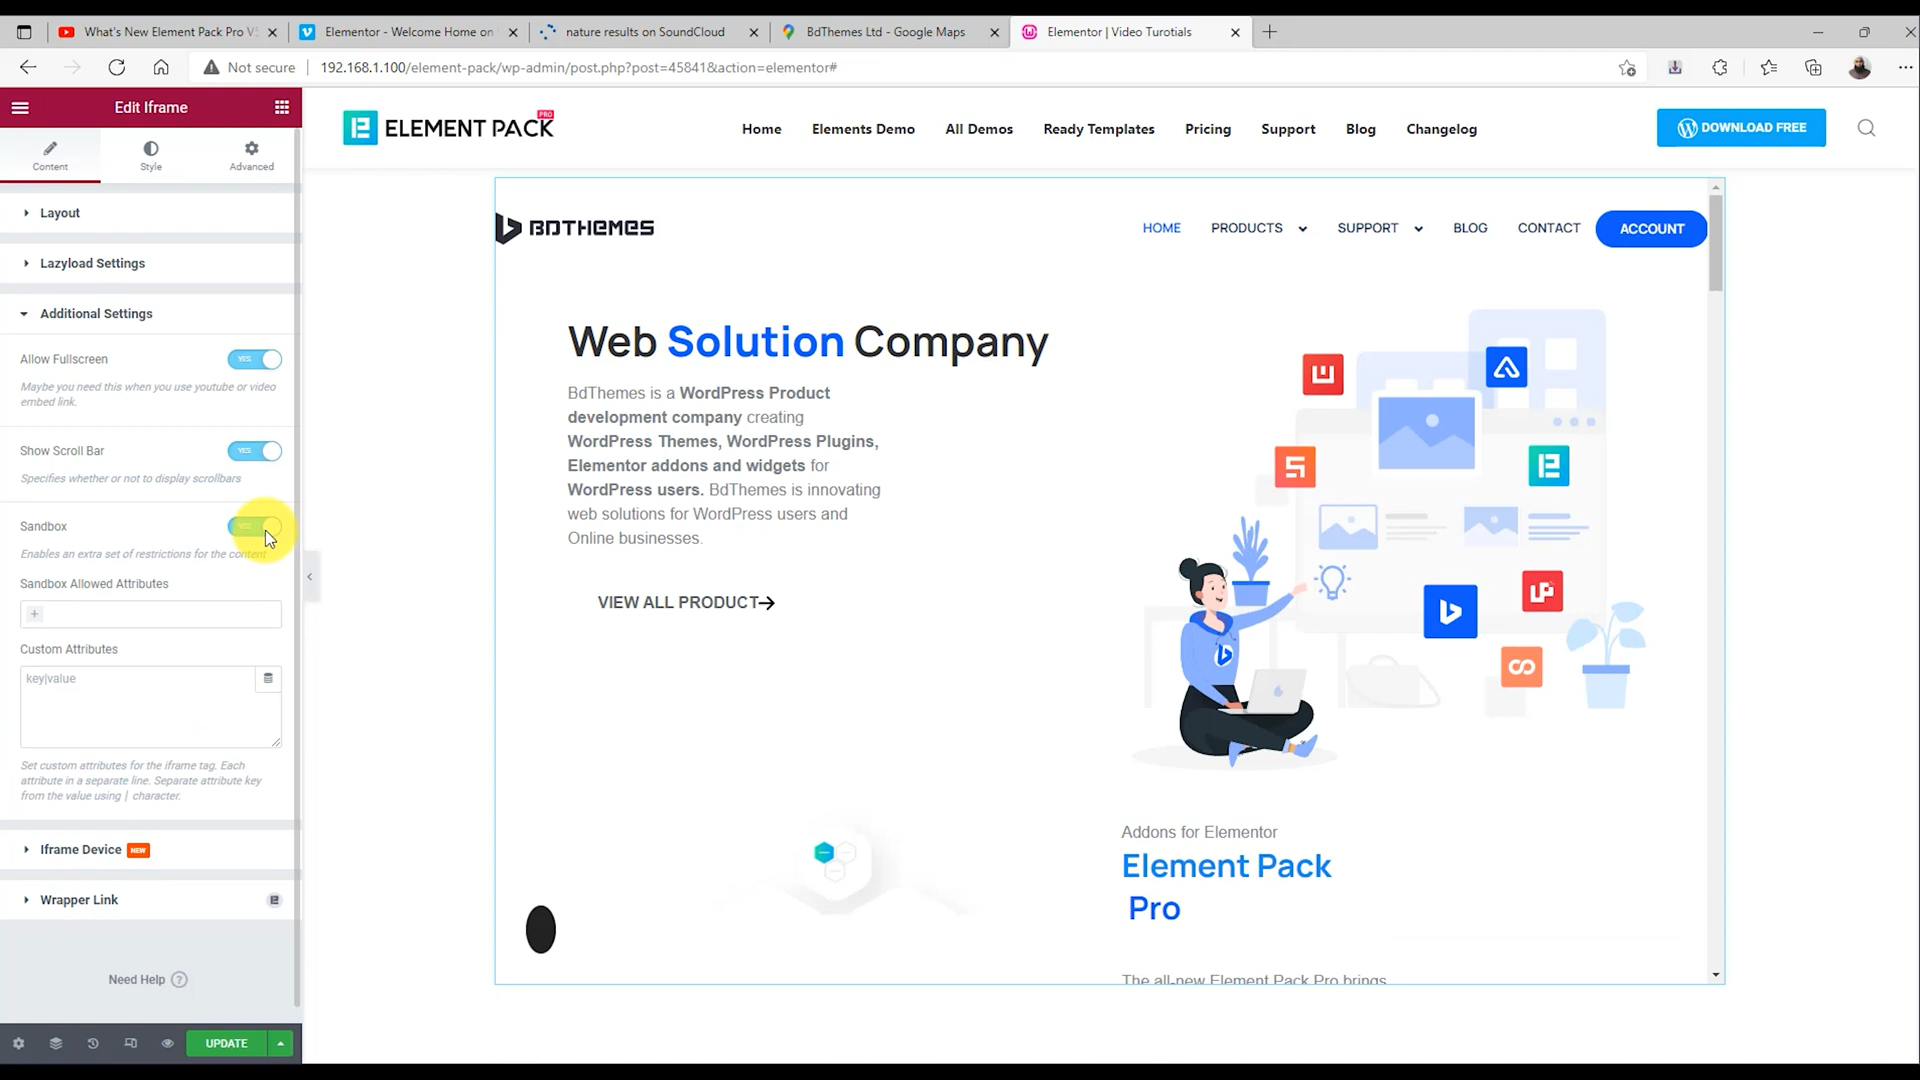 What's New Element Pack Pro V5
Elementor - Welcome Home on
nature results on SoundCloud
BdThemes Ltd - Google Maps
Elementor | Video Turotials
Not secure
192.168.1.100/element-pack/wp-admin/post.php?post=45841&action=elementor#
Edit Iframe
Content
Style
Advanced
Layout
Lazyload Settings
Additional Settings
Allow Fullscreen
YES
Maybe you need this when you use youtube or video
embed link.
Show Scroll Bar
YES
Specifies whether or not to display scrollbars
Sandbox
YES
Enables an extra set of restrictions for the content
Sandbox Allowed Attributes
+
Custom Attributes
key|value
Set custom attributes for the iframe tag. Each
attribute in a separate line. Separate attribute key
from the value using | character.
Iframe Device NEW
Wrapper Link
Need Help ?
UPDATE
ELEMENT PACK PRO
Home
Elements Demo
All Demos
Ready Templates
Pricing
Support
Blog
Changelog
DOWNLOAD FREE
BDTHEMES
HOME
PRODUCTS
SUPPORT
BLOG
CONTACT
ACCOUNT
Web Solution Company
BdThemes is a WordPress Product
development company creating
WordPress Themes, WordPress Plugins,
Elementor addons and widgets for
WordPress users. BdThemes is innovating
web solutions for WordPress users and
Online businesses.
VIEW ALL PRODUCT
Addons for Elementor
Element Pack
Pro
The all-new Element Pack Pro brings